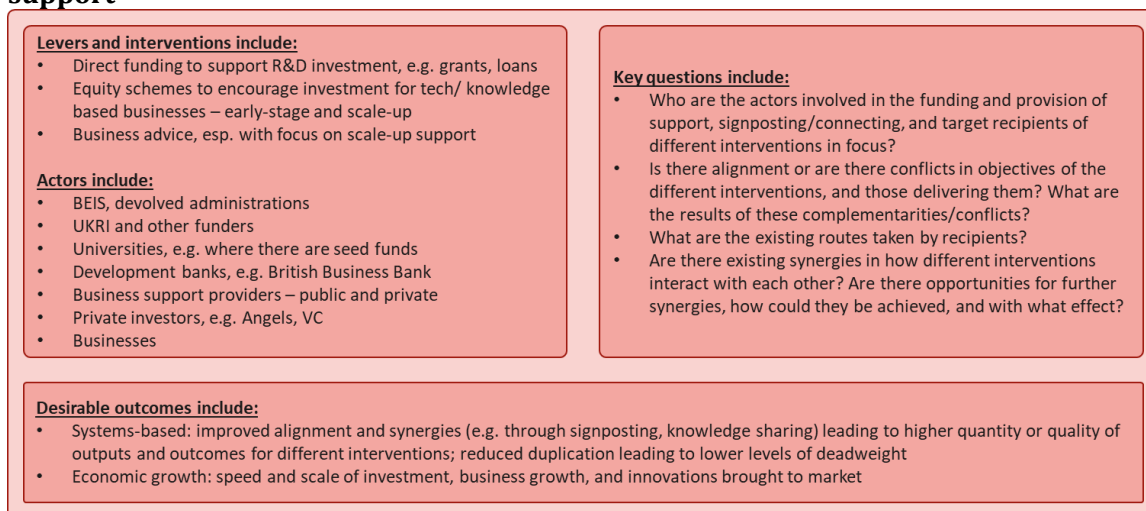 support
Levers and interventions include:
• Direct funding to support R&D investment, e.g. grants, loans
• Equity schemes to encourage investment for tech/ knowledge
based businesses – early-stage and scale-up
• Business advice, esp. with focus on scale-up support
Actors include:
• BEIS, devolved administrations
• UKRI and other funders
• Universities, e.g. where there are seed funds
• Development banks, e.g. British Business Bank
• Business support providers – public and private
• Private investors, e.g. Angels, VC
• Businesses
Key questions include:
• Who are the actors involved in the funding and provision of
support, signposting/connecting, and target recipients of
different interventions in focus?
• Is there alignment or are there conflicts in objectives of the
different interventions, and those delivering them? What are
the results of these complementarities/conflicts?
• What are the existing routes taken by recipients?
• Are there existing synergies in how different interventions
interact with each other? Are there opportunities for further
synergies, how could they be achieved, and with what effect?
Desirable outcomes include:
• Systems-based: improved alignment and synergies (e.g. through signposting, knowledge sharing) leading to higher quantity or quality of
outputs and outcomes for different interventions; reduced duplication leading to lower levels of deadweight
• Economic growth: speed and scale of investment, business growth, and innovations brought to market